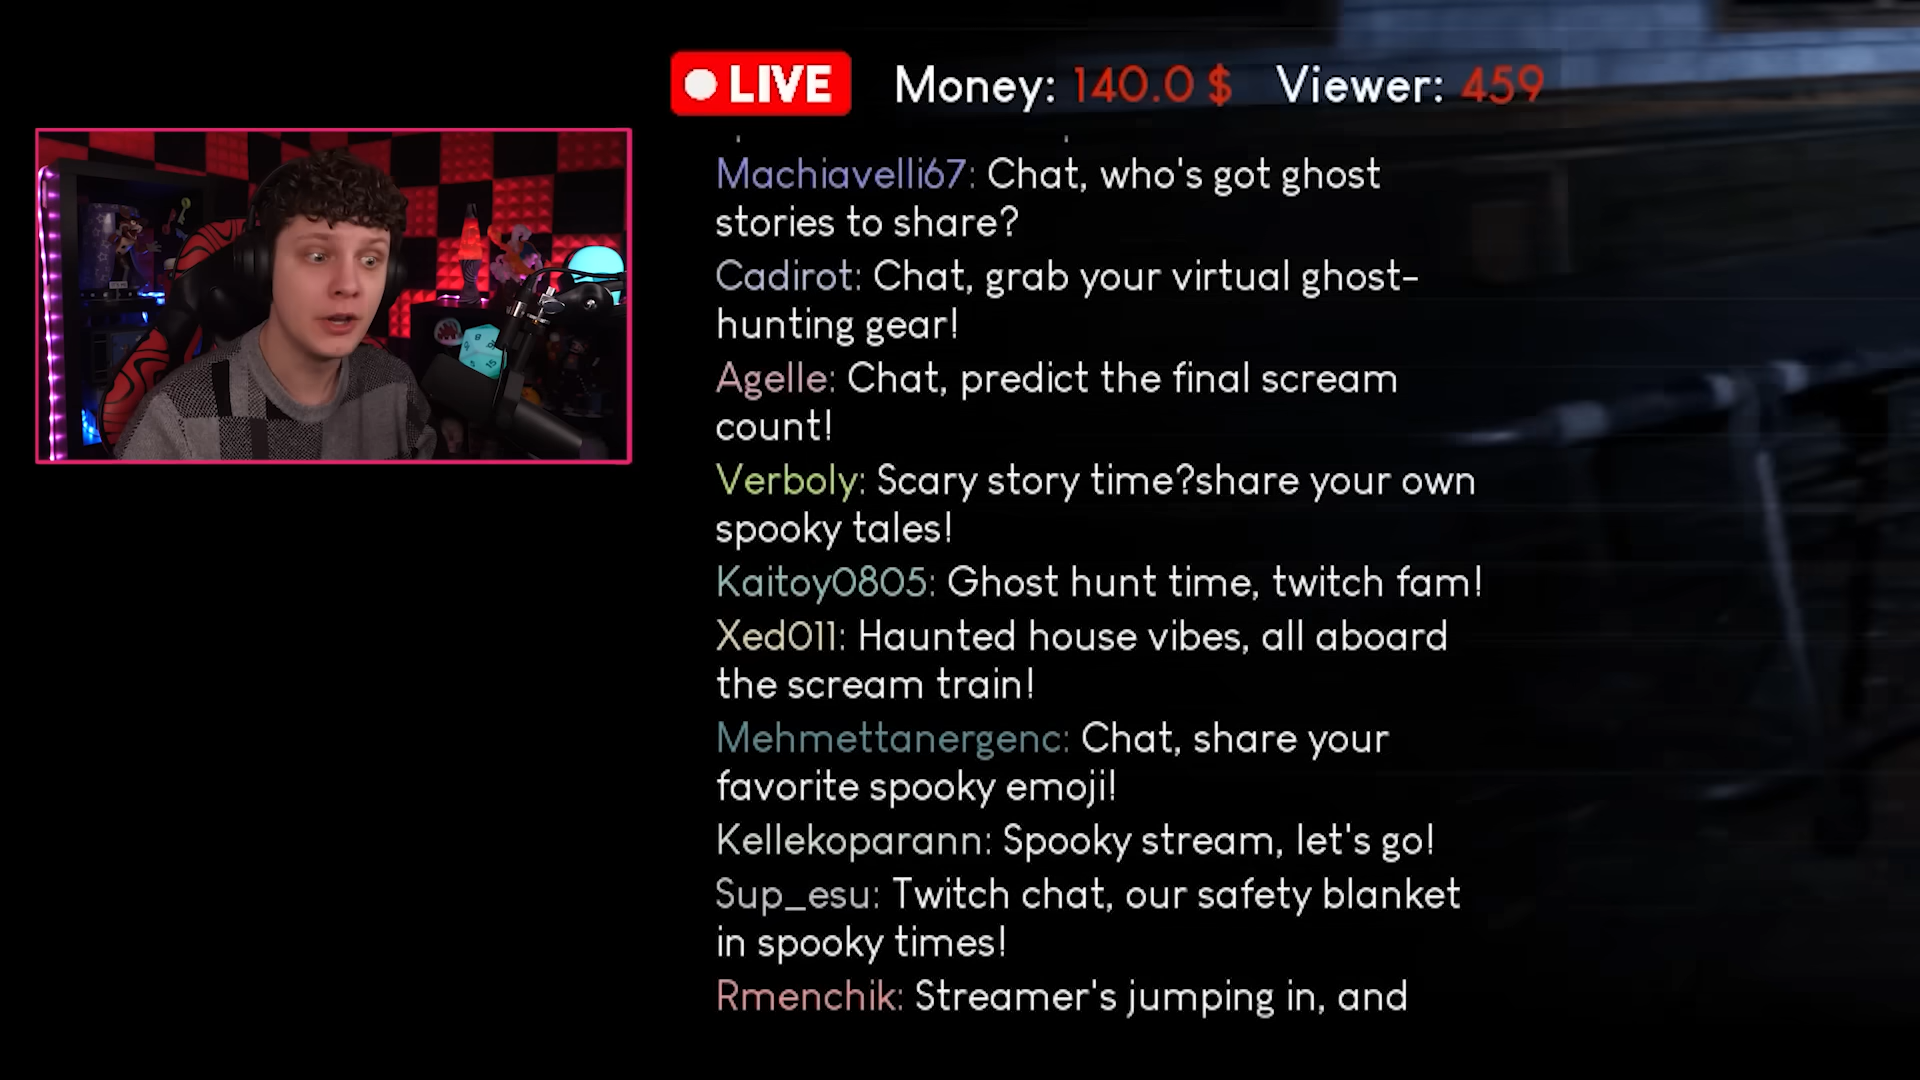 LIVE Money: 140.0 $ Viewer: 459
Machiavelli67: Chat, who's got ghost
stories to share?
Cadirot: Chat, grab your virtual ghost-
hunting gear!
Agelle: Chat, predict the final scream
count!
Verboly: Scary story time?share your own
spooky tales!
Kaitoy0805: Ghost hunt time, twitch fam!
Xed011: Haunted house vibes, all aboard
the scream train!
Mehmettanergenc: Chat, share your
favorite spooky emoji!
Kellekoparann: Spooky stream, let's go!
Sup_esu: Twitch chat, our safety blanket
in spooky times!
Rmenchik: Streamer's jumping in, and